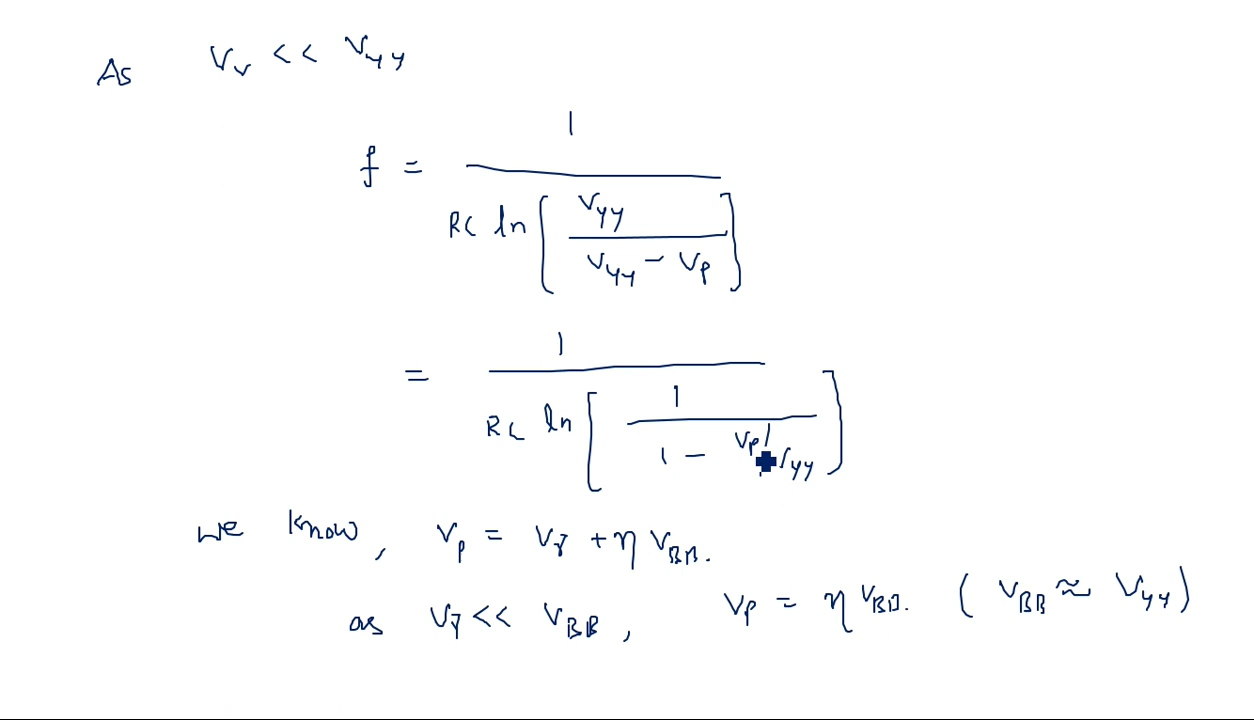 As Vv << Vyy
1
f =
RC ln [ Vyy
Vyy - Vp ]
1
=
RC ln [ 1
1 - Vp/Vyy ]
we know, Vp = Vγ + η VBB.
as Vγ << VBB, Vp = η VBB. ( VBB ≈ Vyy )